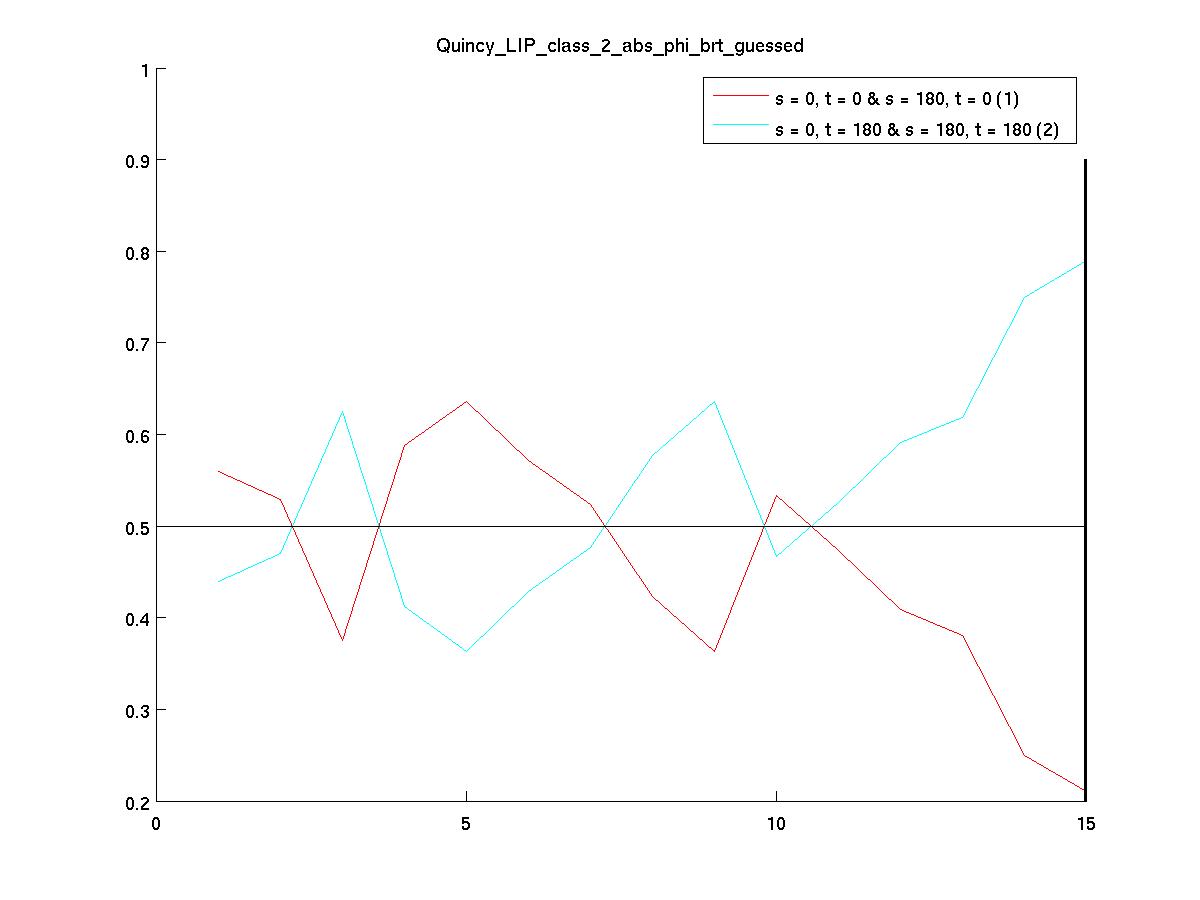 Quincy_LIP_class_2_abs_phi_brt_guessed
s = 0, t = 0 & s = 180, t = 0 (1)
s = 0, t = 180 & s = 180, t = 180 (2)
1
0.9
0.8
0.7
0.6
0.5
0.4
0.3
0.2
0 5 10 15